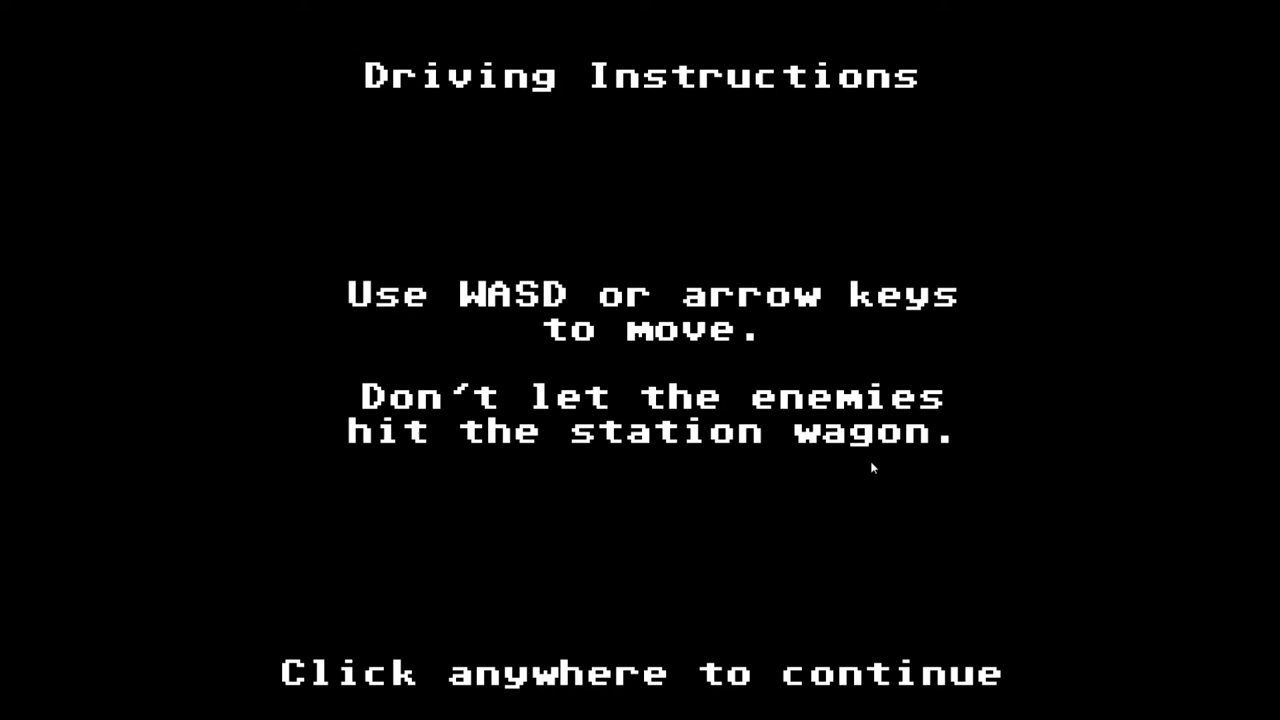 Driving Instructions
Use WASD or arrow keys
to move.
Don't let the enemies
hit the station wagon.
Click anywhere to continue